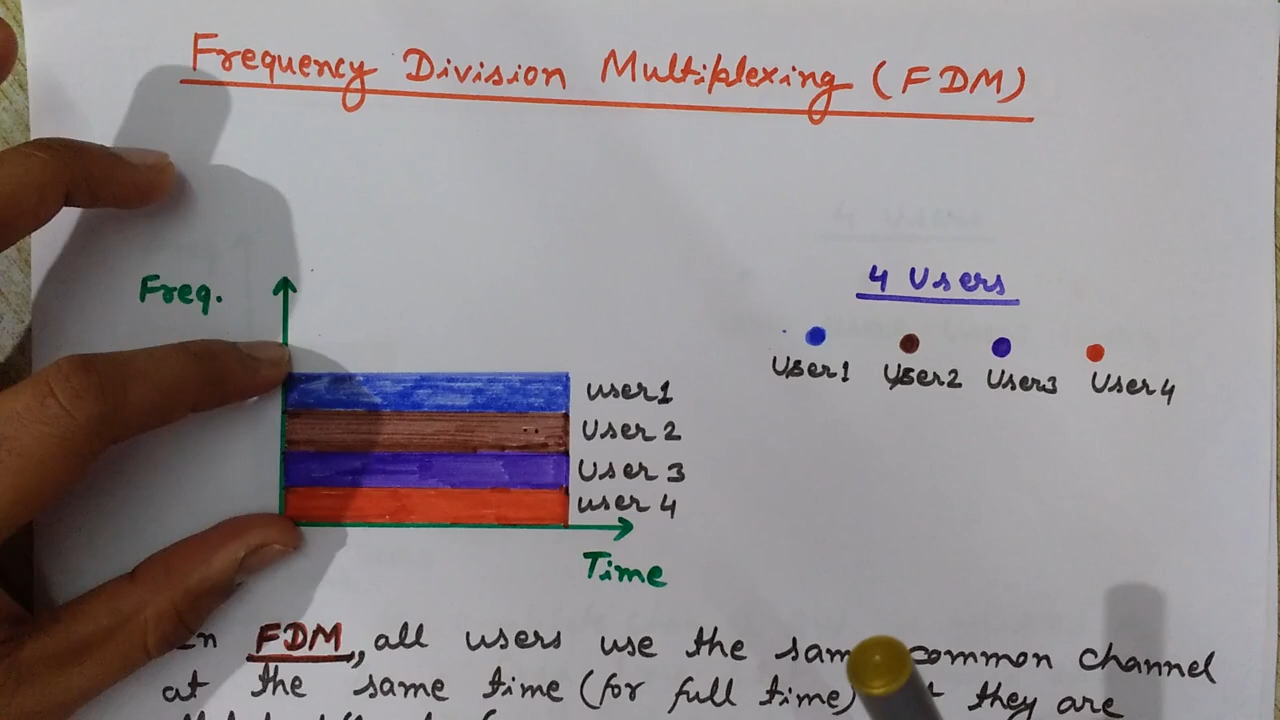 Frequency Division Multiplexing (FDM)
4 Users
Freq.
User1 User2 User3 User4
user1
User 2
User 3
user 4
Time
In FDM, all users use the same common channel
at the same time (for full time) they are